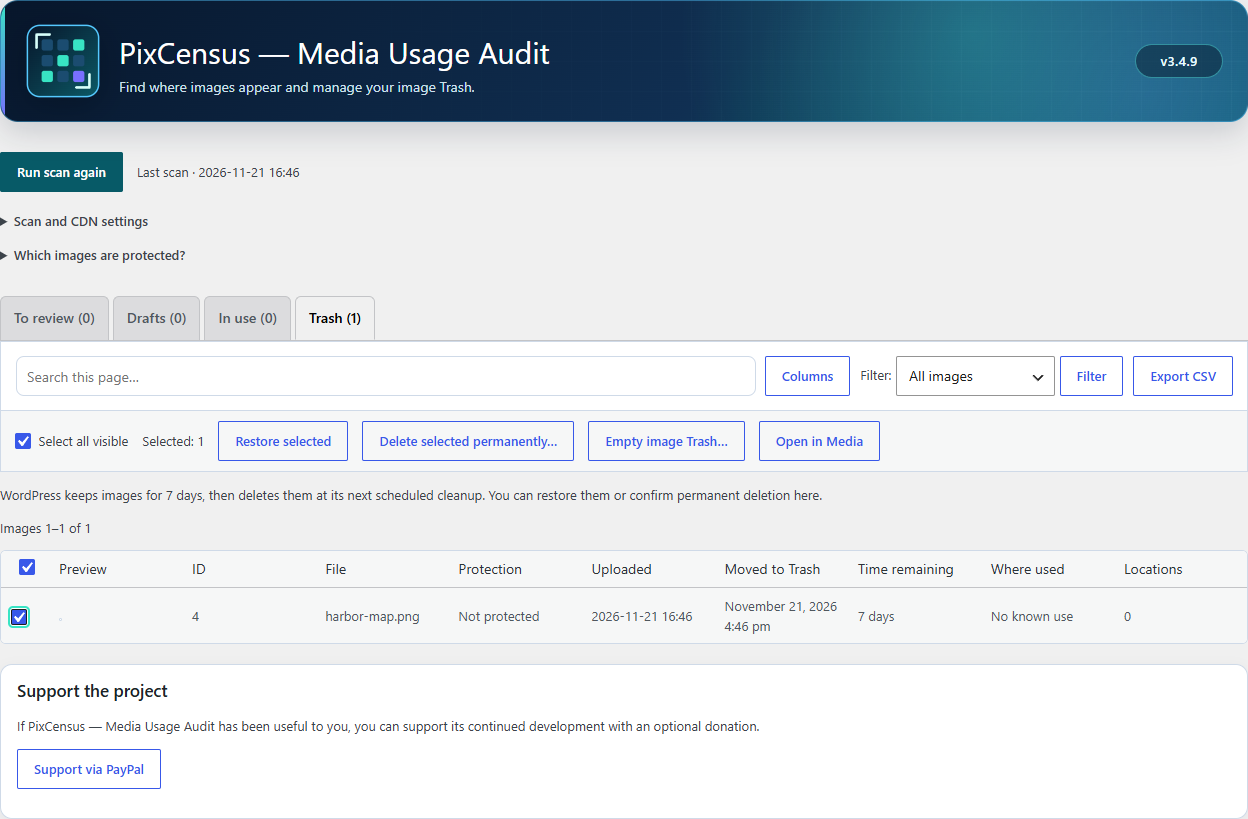 PixCensus — Media Usage Audit
Find where images appear and manage your image Trash.
v3.4.9
Run scan again
Last scan · 2026-11-21 16:46
Scan and CDN settings
Which images are protected?
To review (0)
Drafts (0)
In use (0)
Trash (1)
Search this page...
Columns
Filter:
All images
Filter
Export CSV
Select all visible
Selected: 1
Restore selected
Delete selected permanently...
Empty image Trash...
Open in Media
WordPress keeps images for 7 days, then deletes them at its next scheduled cleanup. You can restore them or confirm permanent deletion here.
Images 1–1 of 1
Preview ID File Protection Uploaded Moved to Trash Time remaining Where used Locations
4 harbor-map.png Not protected 2026-11-21 16:46 November 21, 2026 4:46 pm 7 days No known use 0
Support the project
If PixCensus — Media Usage Audit has been useful to you, you can support its continued development with an optional donation.
Support via PayPal